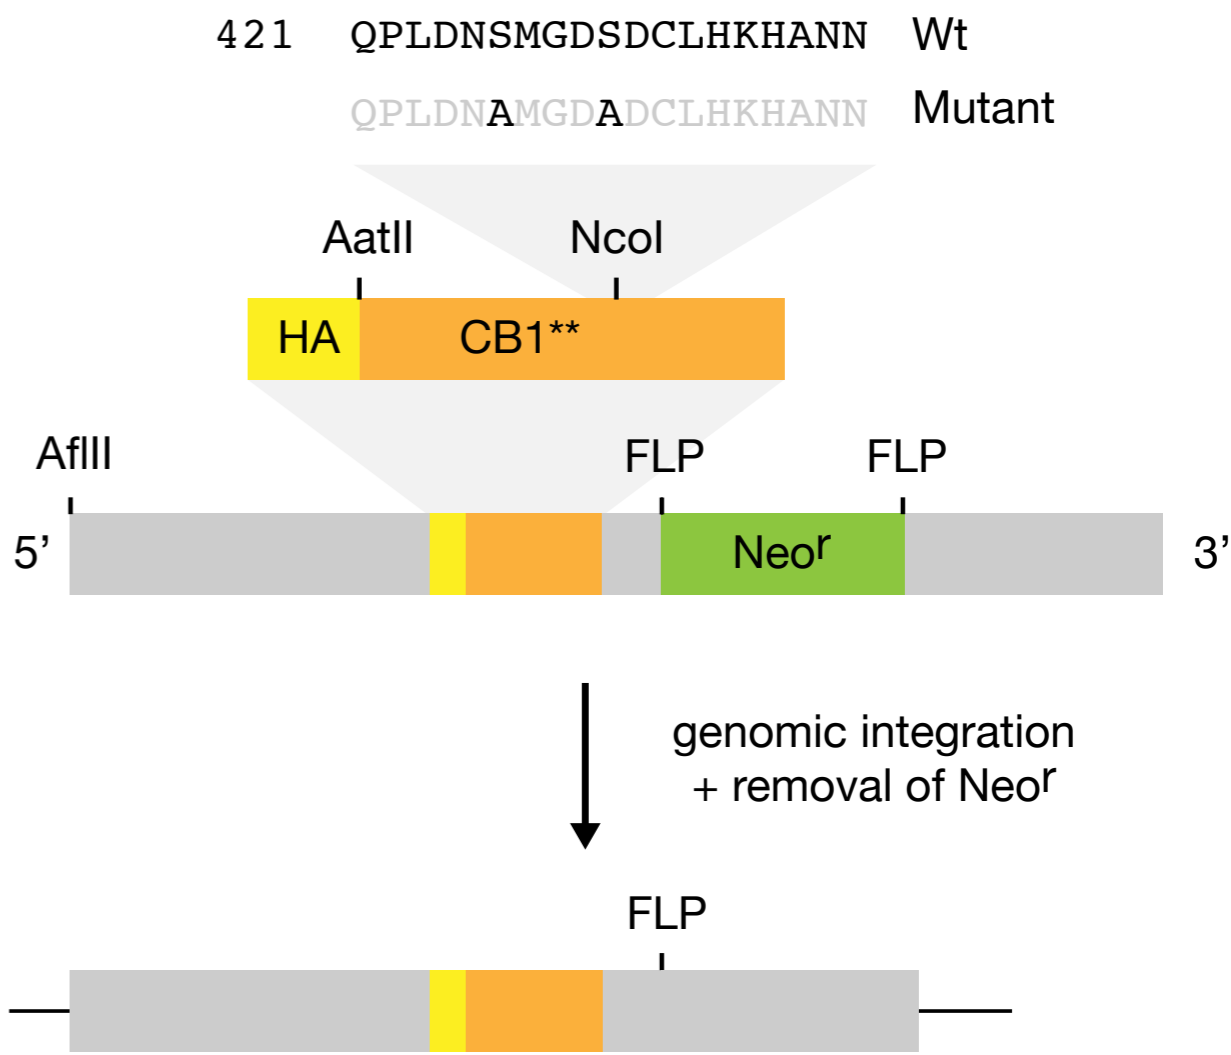 421 QPLDNSMGDSDCLHKHANN Wt
QPLDNAMGDADCLHKHANN Mutant
AatII NcoI
HA CB1**
AflII FLP FLP
5’ Neor 3’
genomic integration
+ removal of Neor
FLP